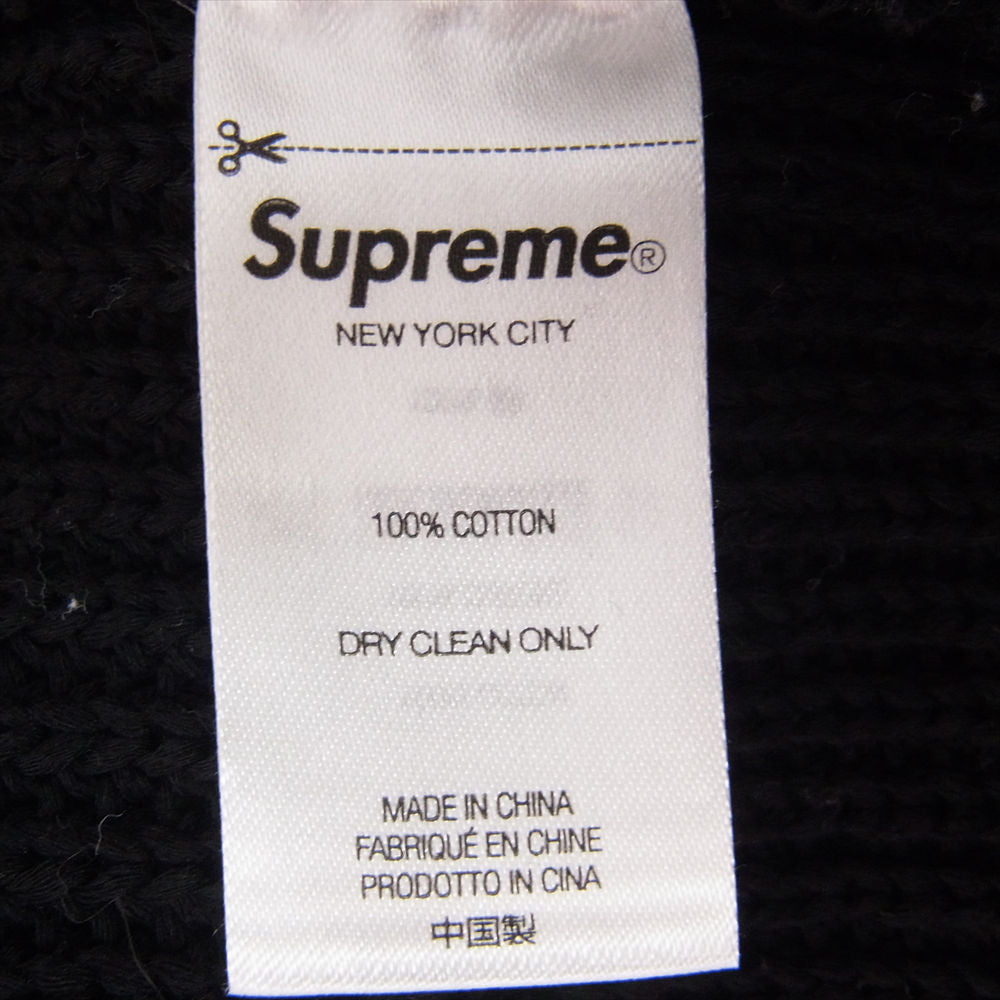 Supreme®
NEW YORK CITY
100% COTTON
DRY CLEAN ONLY
MADE IN CHINA
FABRIQUÉ EN CHINE
PRODOTTO IN CINA
中国製